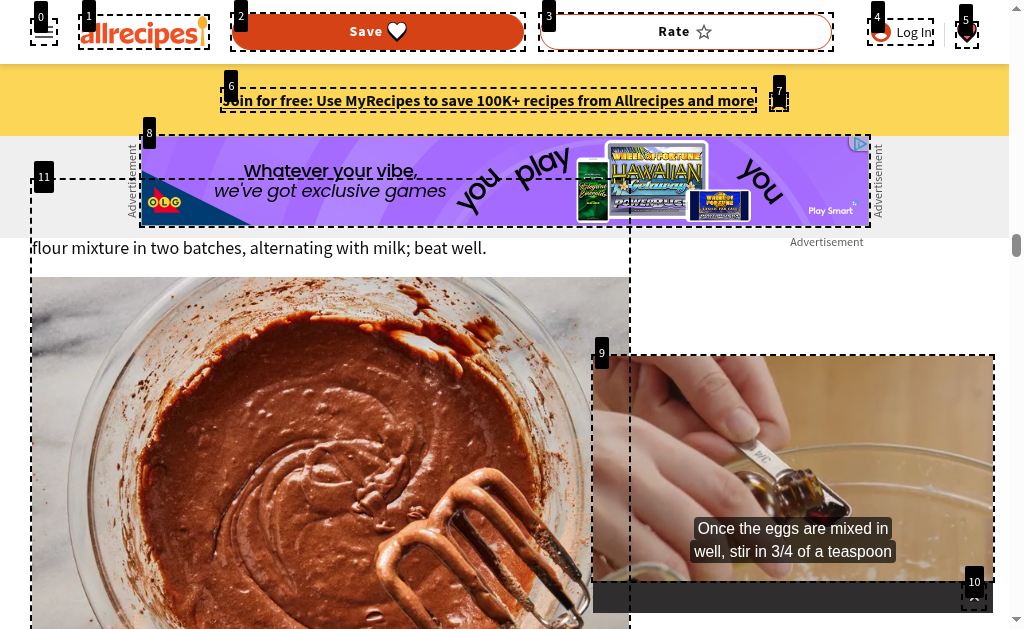 0
1
2
3
4
5
allrecipes
Save
Rate
Log In
6
7
Join for free: Use MyRecipes to save 100K+ recipes from Allrecipes and more
8
Advertisement
Whatever your vibe,
we've got exclusive games
OLG
you play
WHEEL OF FORTUNE
HAWAIIAN
Getaway
you
Play Smart
Advertisement
11
flour mixture in two batches, alternating with milk; beat well.
Advertisement
9
Once the eggs are mixed in
well, stir in 3/4 of a teaspoon
10